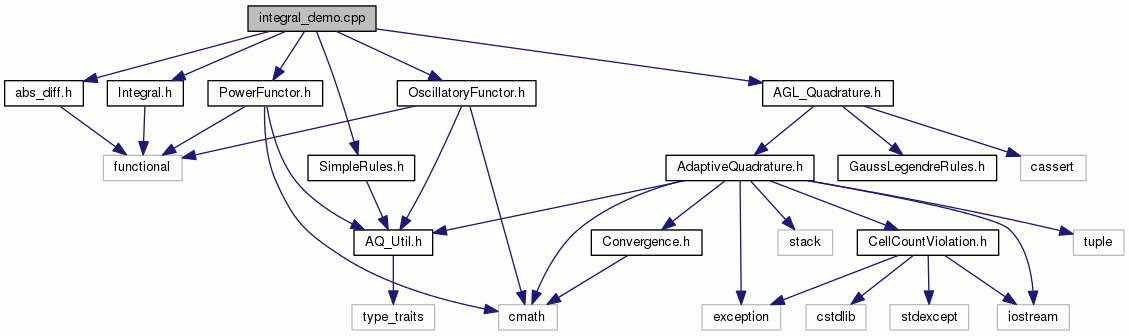 integral_demo.cpp
abs_diff.h
Integral.h
PowerFunctor.h
OscillatoryFunctor.h
AGL_Quadrature.h
functional
SimpleRules.h
AdaptiveQuadrature.h
GaussLegendreRules.h
cassert
AQ_Util.h
Convergence.h
stack
CellCountViolation.h
tuple
type_traits
cmath
exception
cstdlib
stdexcept
iostream